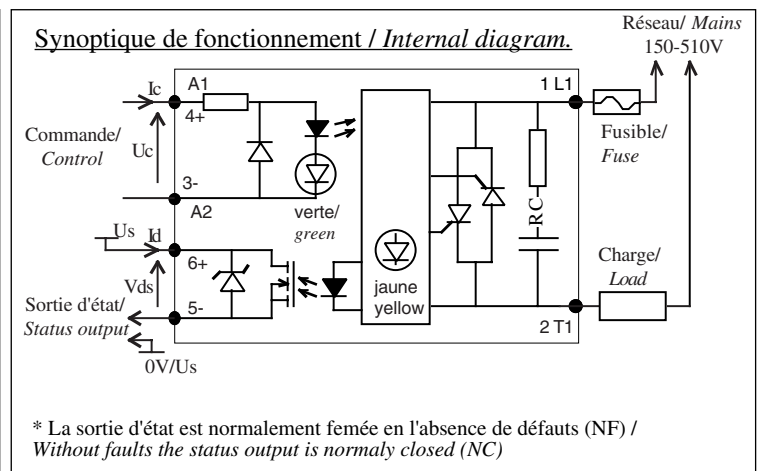 Synoptique de fonctionnement / Internal diagram.
Réseau/ Mains
150-510V
Ic
A1
4+
1 L1
Commande/
Control
Uc
Fusible/
Fuse
3-
A2
verte/
green
RC
Us
Id
6+
Vds
jaune
yellow
Charge/
Load
Sortie d'état/
Status output
5-
2 T1
0V/Us
* La sortie d'état est normalement femée en l'absence de défauts (NF) /
Without faults the status output is normaly closed (NC)